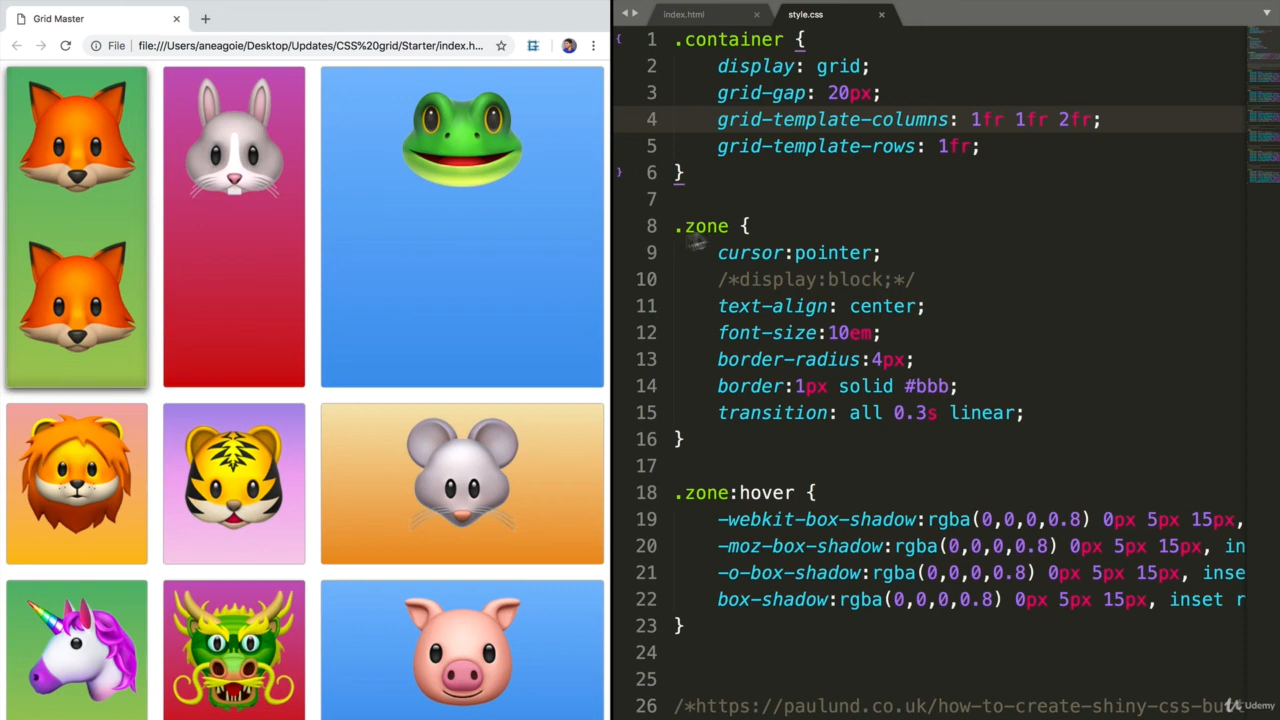 Grid Master
File
file:///Users/aneagoie/Desktop/Updates/CSS%20grid/Starter/index.h...
index.html
style.css
1 .container {
2 display: grid;
3 grid-gap: 20px;
4 grid-template-columns: 1fr 1fr 2fr;
5 grid-template-rows: 1fr;
6 }
7
8 .zone {
9 cursor:pointer;
10 /*display:block;*/
11 text-align: center;
12 font-size:10em;
13 border-radius:4px;
14 border:1px solid #bbb;
15 transition: all 0.3s linear;
16 }
17
18 .zone:hover {
19 -webkit-box-shadow:rgba(0,0,0,0.8) 0px 5px 15px,
20 -moz-box-shadow:rgba(0,0,0,0.8) 0px 5px 15px, in
21 -o-box-shadow:rgba(0,0,0,0.8) 0px 5px 15px, inse
22 box-shadow:rgba(0,0,0,0.8) 0px 5px 15px, inset r
23 }
24
25
26 /*https://paulund.co.uk/how-to-create-shiny-css-bu
Udemy